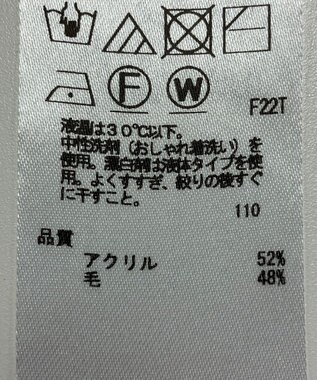 F W
F22T
液温は30℃以下。
中性洗剤（おしゃれ着洗い）を
使用。漂白剤は液体タイプを使
用。よくすすぎ、絞りの後すぐ
に干すこと。
110
品質
アクリル 52%
毛 48%